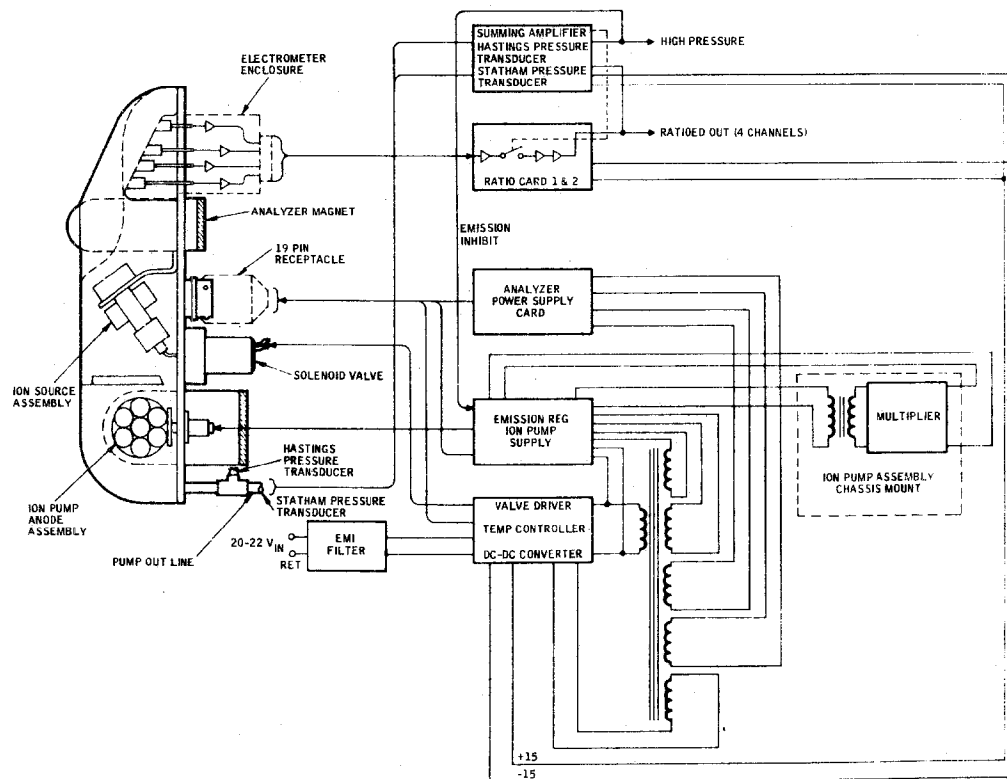 ELECTROMETER
ENCLOSURE
SUMMING AMPLIFIER
HASTINGS PRESSURE
TRANSDUCER
STATHAM PRESSURE
TRANSDUCER
HIGH PRESSURE
RATIOED OUT (4 CHANNELS)
RATIO CARD 1 & 2
ANALYZER MAGNET
EMISSION
INHIBIT
19 PIN
RECEPTACLE
ANALYZER
POWER SUPPLY
CARD
SOLENOID VALVE
ION SOURCE
ASSEMBLY
EMISSION REG
ION PUMP
SUPPLY
MULTIPLIER
ION PUMP ASSEMBLY
CHASSIS MOUNT
HASTINGS
PRESSURE
TRANSDUCER
ION PUMP
ANODE
ASSEMBLY
STATHAM PRESSURE
TRANSDUCER
VALVE DRIVER
TEMP CONTROLLER
DC-DC CONVERTER
20-22 VIN
RET
EMI
FILTER
PUMP OUT LINE
+15
-15